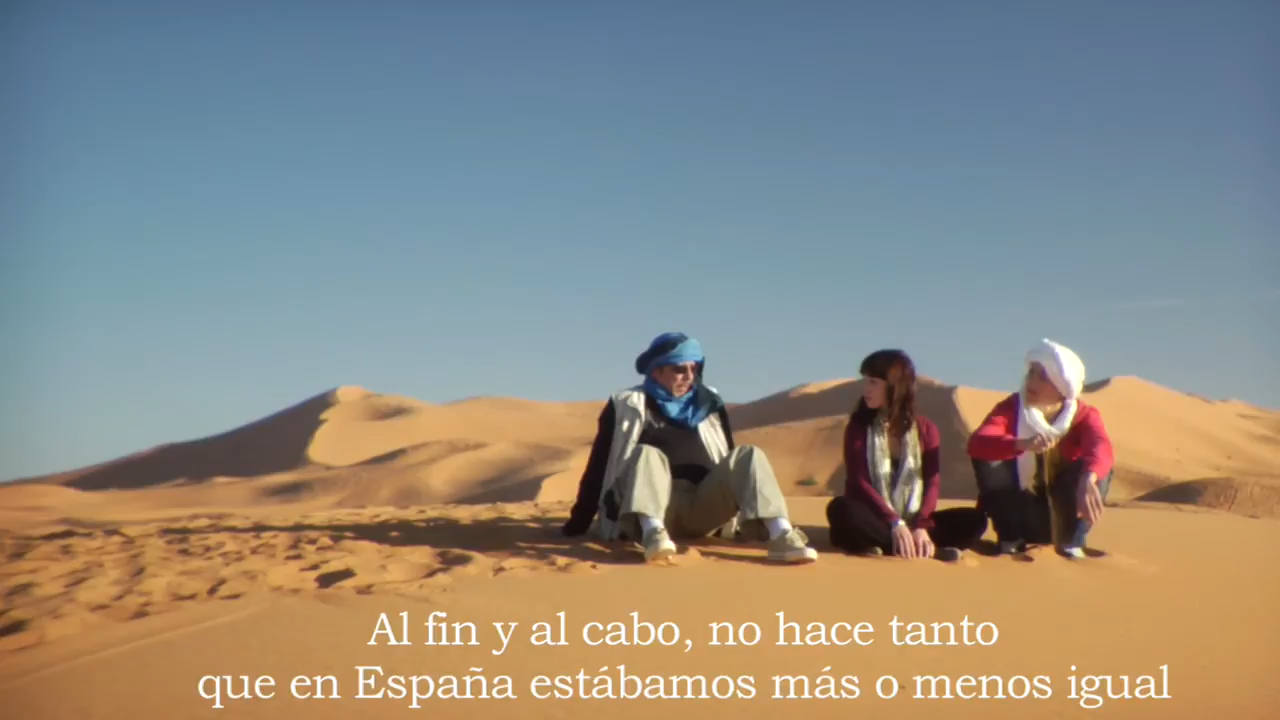 Al fin y al cabo, no hace tanto
que en España estábamos más o menos igual